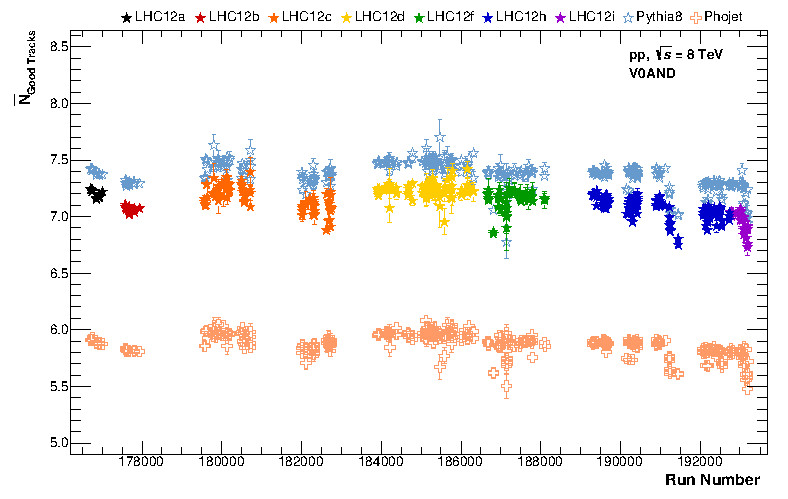 LHC12a LHC12b LHC12c LHC12d LHC12f LHC12h LHC12i Pythia8 Phojet
pp, √s = 8 TeV
V0AND
N̅ Good Tracks
8.5
8.0
7.5
7.0
6.5
6.0
5.5
5.0
178000 180000 182000 184000 186000 188000 190000 192000
Run Number